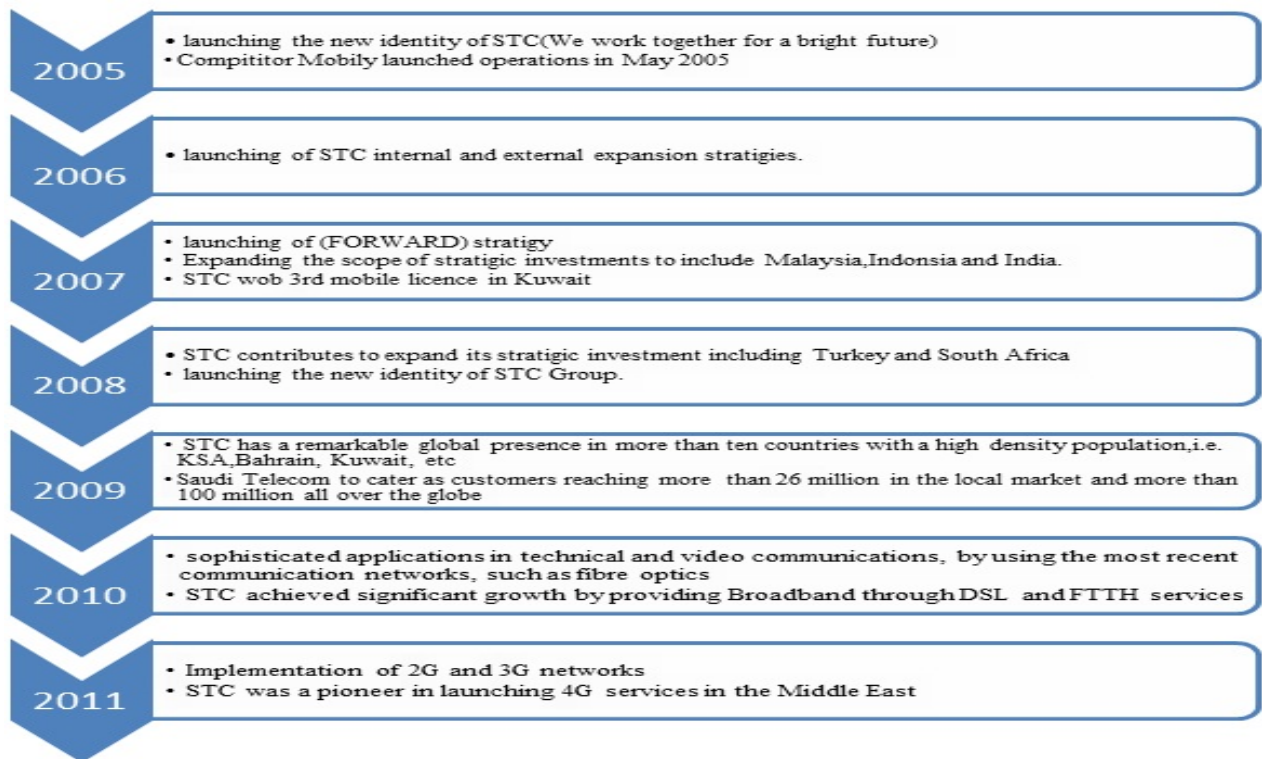 2005
• launching the new identity of STC(We work together for a bright future)
• Compititor Mobily launched operations in May 2005
2006
• launching of STC internal and external expansion stratigies.
2007
• launching of (FORWARD) stratigy
• Expanding the scope of stratigic investments to include Malaysia,Indonsia and India.
• STC wob 3rd mobile licence in Kuwait
2008
• STC contributes to expand its stratigic investment including Turkey and South Africa
• launching the new identity of STC Group.
2009
• STC has a remarkable global presence in more than ten countries with a high density population,i.e.
KSA,Bahrain, Kuwait, etc
• Saudi Telecom to cater as customers reaching more than 26 million in the local market and more than
100 million all over the globe
2010
• sophisticated applications in technical and video communications, by using the most recent
communication networks, such as fibre optics
• STC achieved significant growth by providing Broadband through DSL and FTTH services
2011
• Implementation of 2G and 3G networks
• STC was a pioneer in launching 4G services in the Middle East